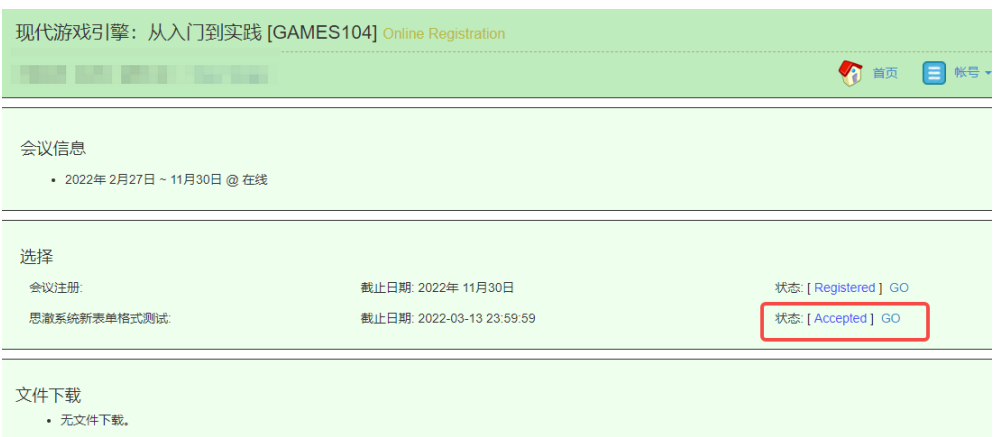 现代游戏引擎：从入门到实践 [GAMES104] Online Registration
首页 帐号
会议信息
• 2022年 2月27日 ~ 11月30日 @ 在线
选择
会议注册: 截止日期: 2022年 11月30日 状态: [ Registered ] GO
思澈系统新表单格式测试: 截止日期: 2022-03-13 23:59:59 状态: [ Accepted ] GO
文件下载
• 无文件下载。